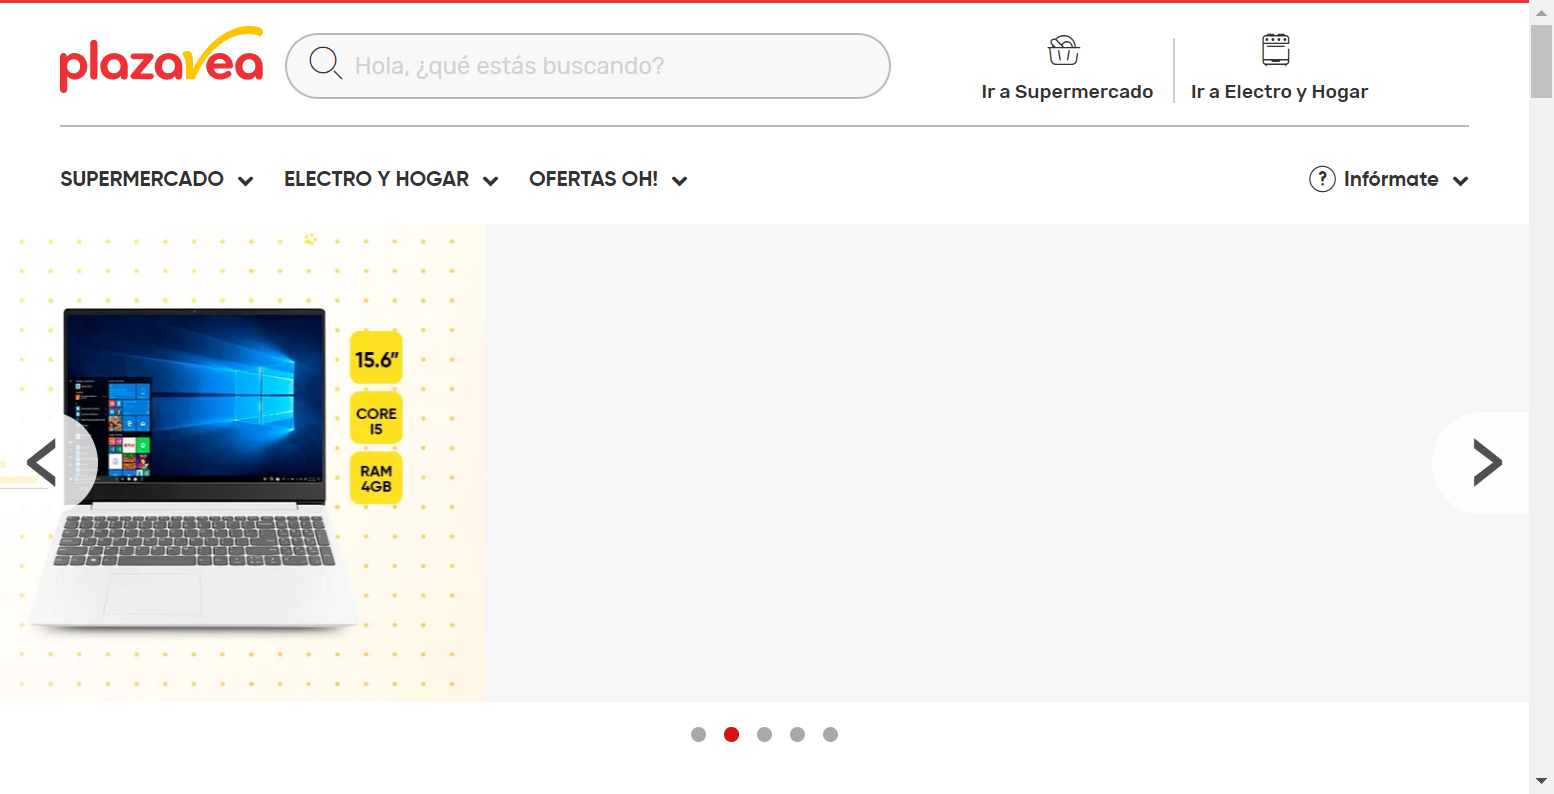 plazavea
Hola, ¿qué estás buscando?
Ir a Supermercado
Ir a Electro y Hogar
SUPERMERCADO
ELECTRO Y HOGAR
OFERTAS OH!
? Infórmate
15.6”
CORE
I5
RAM
4GB